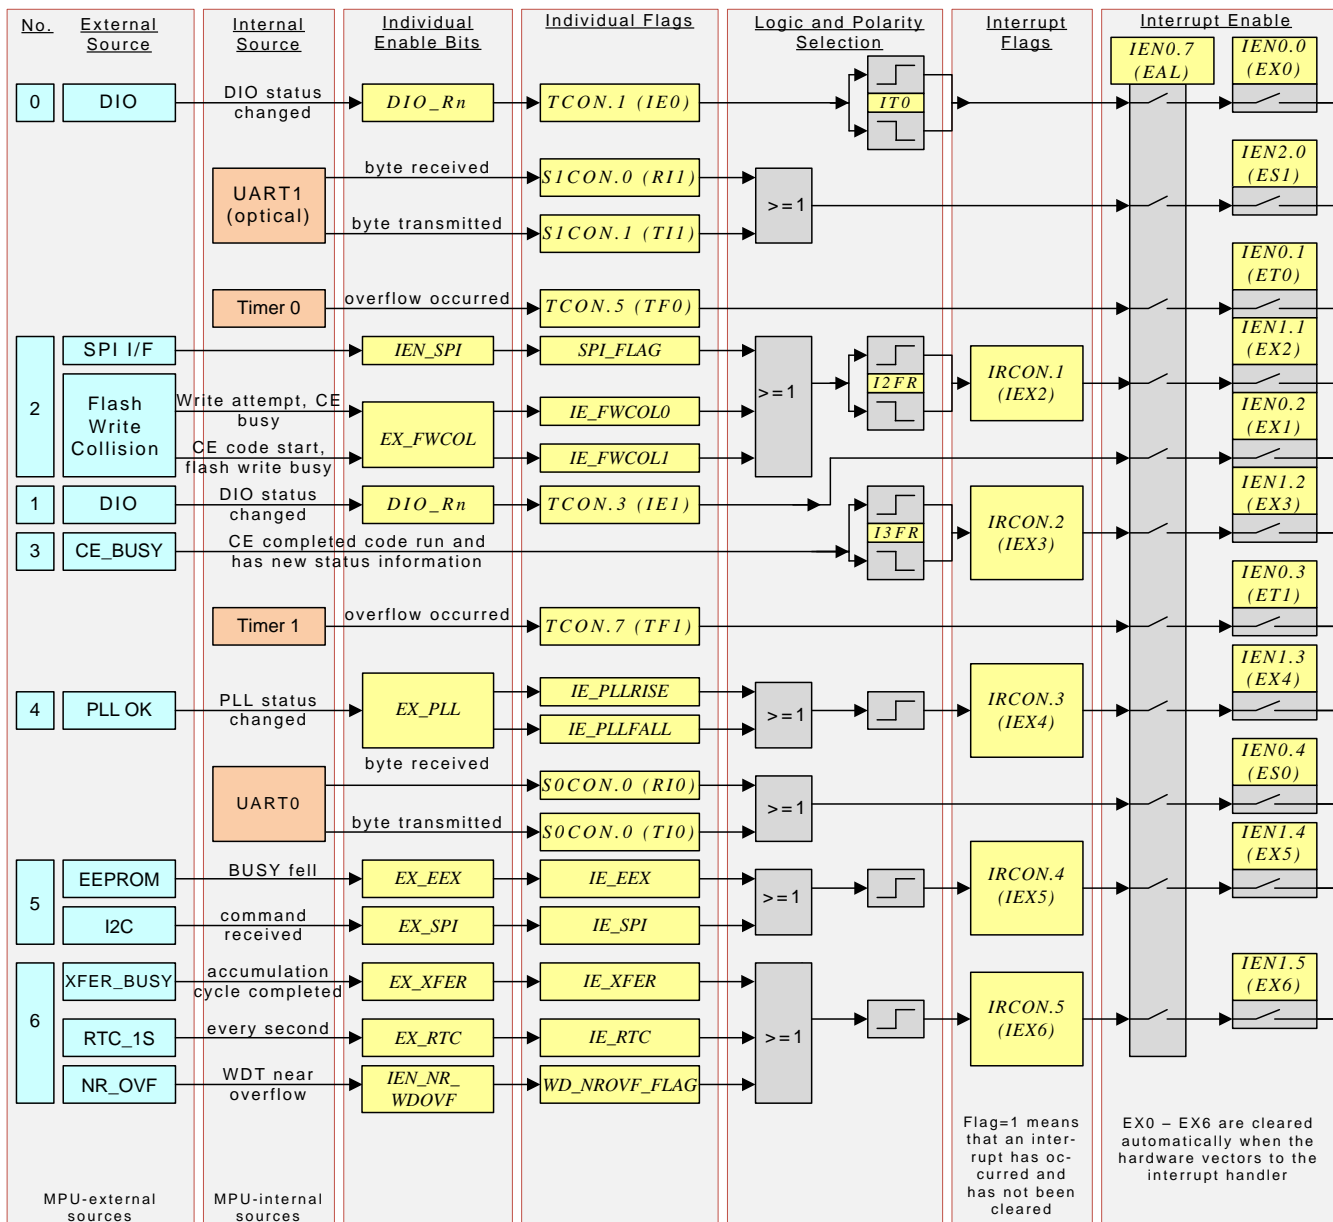 No.
External
Source
Internal
Source
Individual
Enable Bits
Individual Flags
Logic and Polarity
Selection
Interrupt
Flags
Interrupt Enable
IEN0.7
(EAL)
IEN0.0
(EX0)
0
DIO
DIO status
changed
DIO_Rn
TCON.1 (IE0)
IT0
UART1
(optical)
byte received
S1CON.0 (RI1)
byte transmitted
S1CON.1 (TI1)
>=1
IEN2.0
(ES1)
Timer 0
overflow occurred
TCON.5 (TF0)
IEN0.1
(ET0)
2
SPI I/F
IEN_SPI
SPI_FLAG
Flash
Write
Collision
Write attempt, CE
busy
CE code start,
flash write busy
EX_FWCOL
IE_FWCOL0
IE_FWCOL1
>=1
I2FR
IRCON.1
(IEX2)
IEN1.1
(EX2)
IEN0.2
(EX1)
1
DIO
DIO status
changed
DIO_Rn
TCON.3 (IE1)
3
CE_BUSY
CE completed code run and
has new status information
I3FR
IRCON.2
(IEX3)
IEN1.2
(EX3)
Timer 1
overflow occurred
TCON.7 (TF1)
IEN0.3
(ET1)
4
PLL OK
PLL status
changed
EX_PLL
IE_PLLRISE
IE_PLLFALL
>=1
IRCON.3
(IEX4)
IEN1.3
(EX4)
UART0
byte received
S0CON.0 (RI0)
byte transmitted
S0CON.0 (TI0)
>=1
IEN0.4
(ES0)
5
EEPROM
BUSY fell
EX_EEX
IE_EEX
I2C
command
received
EX_SPI
IE_SPI
>=1
IRCON.4
(IEX5)
IEN1.4
(EX5)
6
XFER_BUSY
accumulation
cycle completed
EX_XFER
IE_XFER
RTC_1S
every second
EX_RTC
IE_RTC
NR_OVF
WDT near
overflow
IEN_NR_
WDOVF
WD_NROVF_FLAG
>=1
IRCON.5
(IEX6)
IEN1.5
(EX6)
MPU-external
sources
MPU-internal
sources
Flag=1 means
that an inter-
rupt has oc-
curred and
has not been
cleared
EX0 – EX6 are cleared
automatically when the
hardware vectors to the
interrupt handler